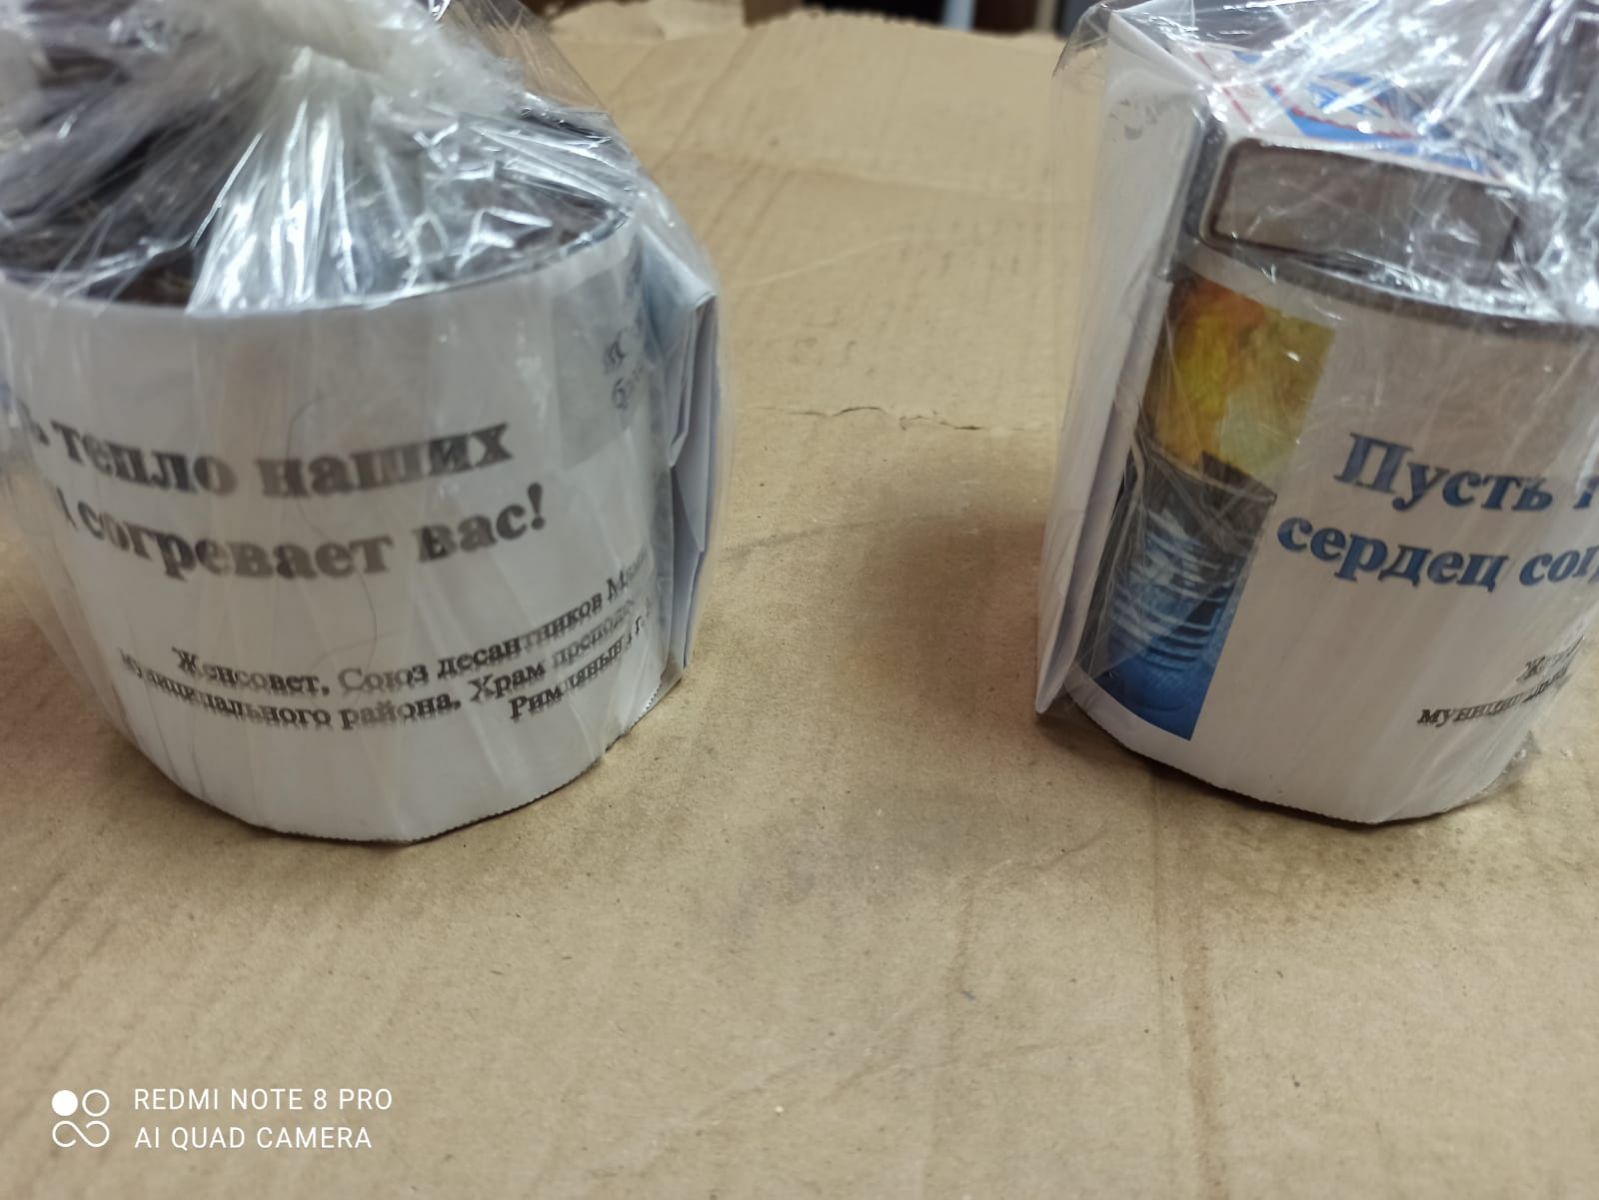 тепло наших
согревает вас!
Женсовет, Союз десантников
муниципального района, Храм
Римляныни г.
Пусть
сердец
REDMI NOTE 8 PRO
AI QUAD CAMERA